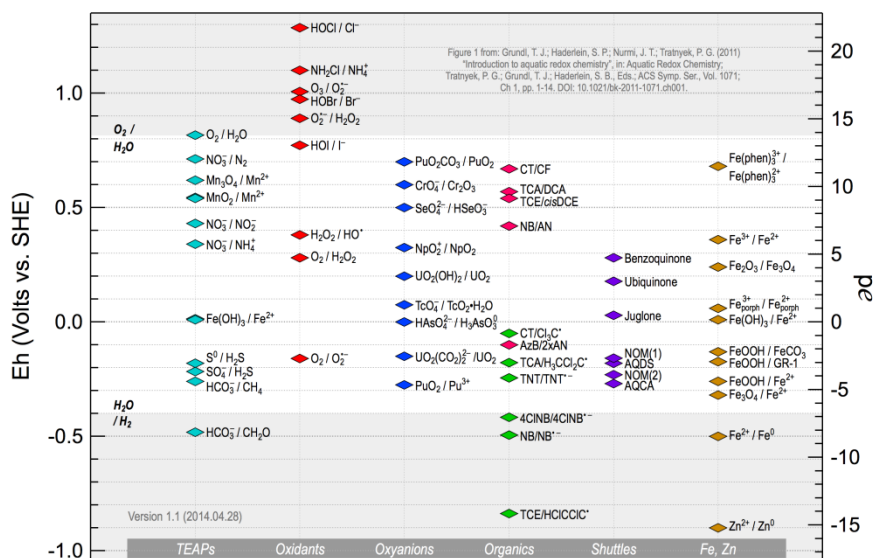 Figure 1 from: Grundl, T. J.; Haderlein, S. P.; Nurmi, J. T.; Tratnyek, P. G. (2011)
"Introduction to aquatic redox chemistry", in: Aquatic Redox Chemistry;
Tratnyek, P. G.; Grundl, T. J.; Haderlein, S. B., Eds.; ACS Symp. Ser., Vol. 1071;
Ch 1, pp. 1-14. DOI: 10.1021/bk-2011-1071.ch001.
Eh (Volts vs. SHE)
1.0
0.5
0.0
-0.5
-1.0
O₂ /
H₂O
H₂O
/ H₂
O₂ / H₂O
NO₃⁻ / N₂
Mn₃O₄ / Mn²⁺
MnO₂ / Mn²⁺
NO₃⁻ / NO₂⁻
NO₃⁻ / NH₄⁺
Fe(OH)₃ / Fe²⁺
S⁰ / H₂S
SO₄⁻ / H₂S
HCO₃⁻ / CH₄
HCO₃⁻ / CH₂O
HOCl / Cl⁻
NH₂Cl / NH₄⁺
O₃ / O₂•⁻
HOBr / Br⁻
O₂•⁻ / H₂O₂
HOI / I⁻
H₂O₂ / HO•
O₂ / H₂O₂
O₂ / O₂•⁻
PuO₂CO₃ / PuO₂
CrO₄⁻ / Cr₂O₃
SeO₄²⁻ / HSeO₃⁻
NpO₂⁺ / NpO₂
UO₂(OH)₂ / UO₂
TcO₄⁻ / TcO₂•H₂O
HAsO₄²⁻ / H₃AsO₃⁰
UO₂(CO₂)₂²⁻ /UO₂
PuO₂ / Pu³⁺
CT/CF
TCA/DCA
TCE/cisDCE
NB/AN
CT/Cl₃C•
AzB/2xAN
TCA/H₃CCl₂C•
TNT/TNT•⁻
4ClNB/4ClNB•⁻
NB/NB•⁻
TCE/HClCClC•
Benzoquinone
Ubiquinone
Juglone
NOM(1)
AQDS
NOM(2)
AQCA
Fe(phen)₃³⁺ /
Fe(phen)₃²⁺
Fe³⁺ / Fe²⁺
Fe₂O₃ / Fe₃O₄
Fe³⁺porph / Fe²⁺porph
Fe(OH)₃ / Fe²⁺
FeOOH / FeCO₃
FeOOH / GR-1
FeOOH / Fe²⁺
Fe₃O₄ / Fe²⁺
Fe²⁺ / Fe⁰
Zn²⁺ / Zn⁰
20
15
10
5
0
-5
-10
-15
pe
Version 1.1 (2014.04.28)
TEAPs Oxidants Oxyanions Organics Shuttles Fe, Zn